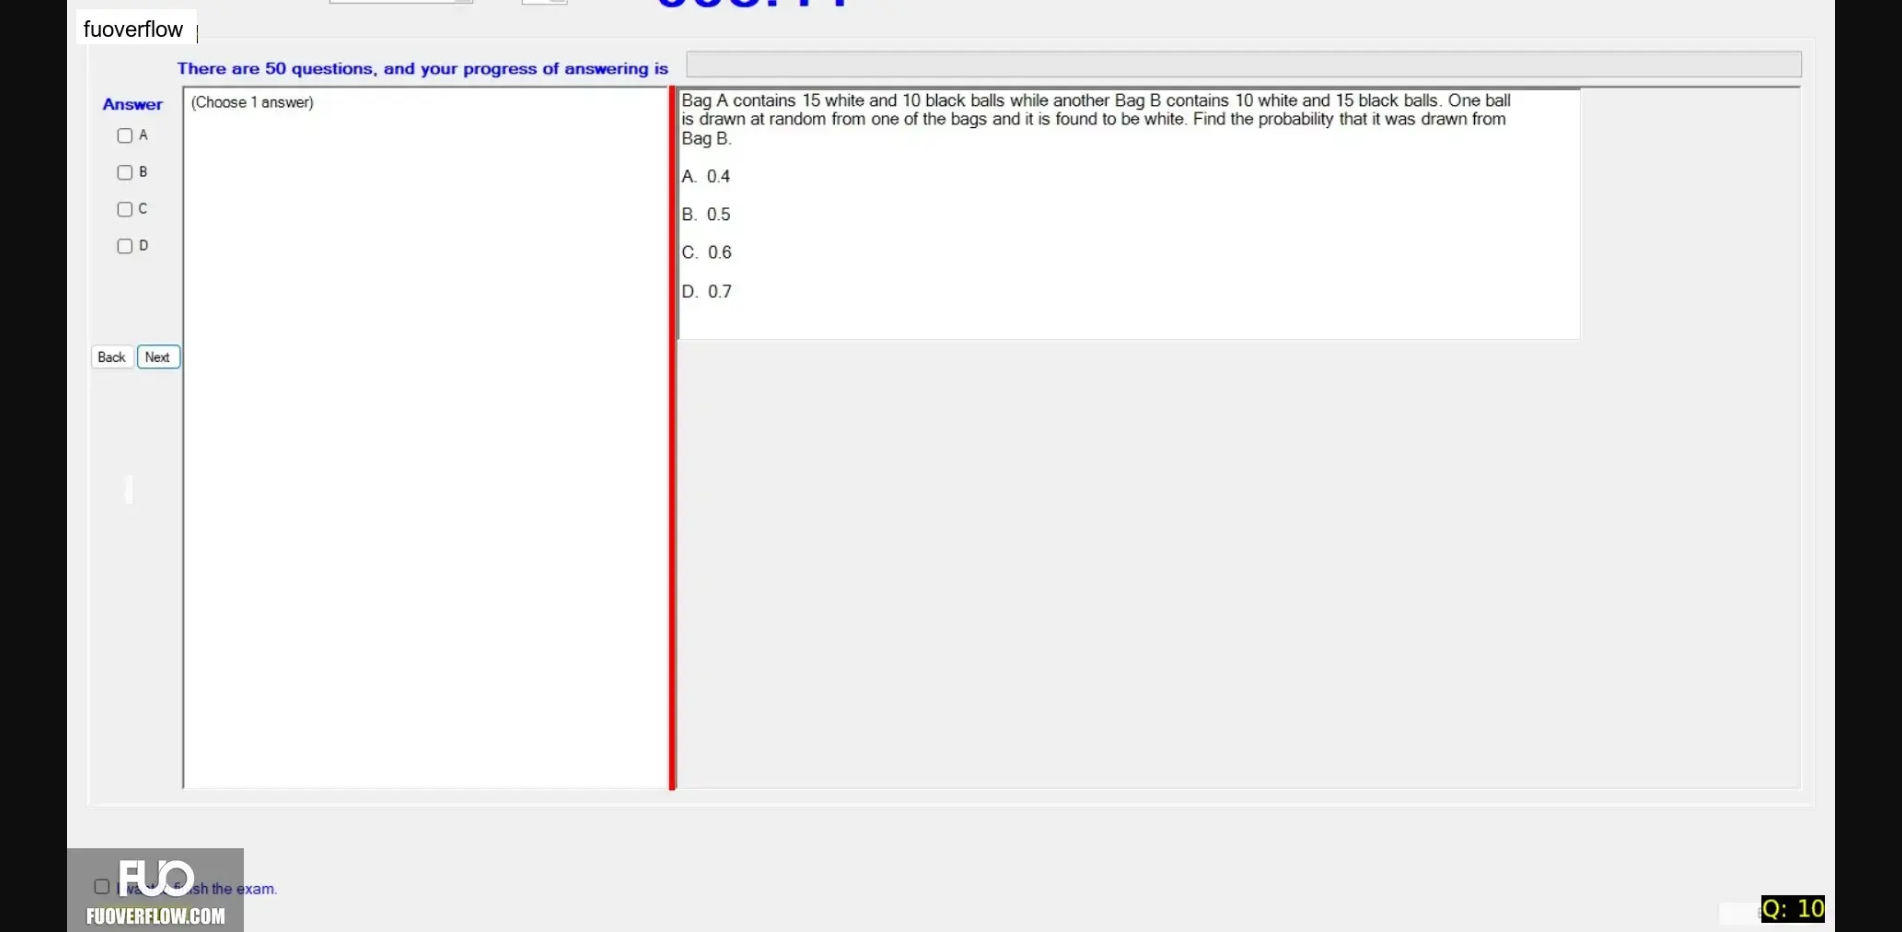 fuoverflow
There are 50 questions, and your progress of answering is
Answer
(Choose 1 answer)
A
B
C
D
Back
Next
Bag A contains 15 white and 10 black balls while another Bag B contains 10 white and 15 black balls. One ball
is drawn at random from one of the bags and it is found to be white. Find the probability that it was drawn from
Bag B.
A. 0.4
B. 0.5
C. 0.6
D. 0.7
FUO
the exam.
FUOVERFLOW.COM
Q: 10